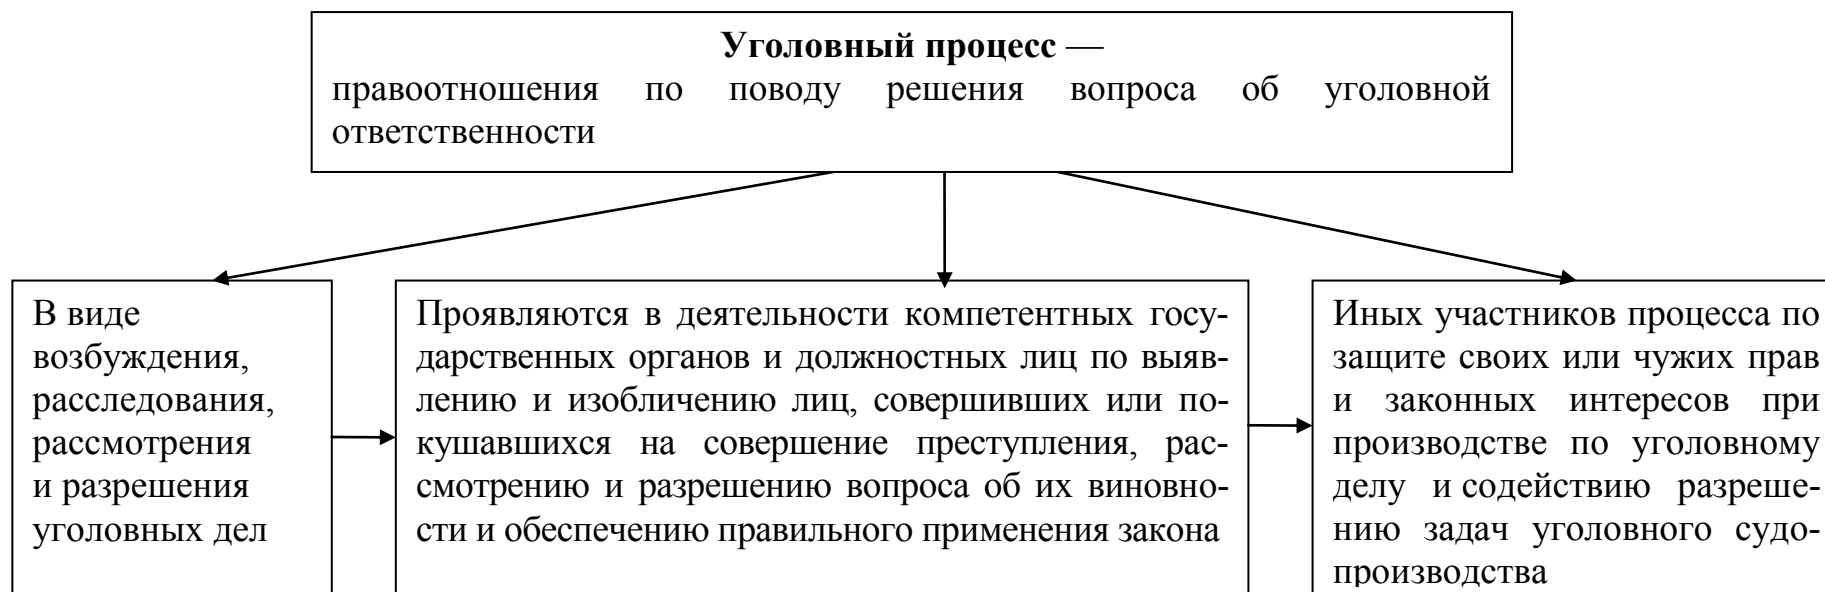 Уголовный процесс —
правоотношения по поводу решения вопроса об уголовной
ответственности
В виде
возбуждения,
расследования,
рассмотрения
и разрешения
уголовных дел
Проявляются в деятельности компетентных госу-
дарственных органов и должностных лиц по выяв-
лению и изобличению лиц, совершивших или по-
кушавшихся на совершение преступления, рас-
смотрению и разрешению вопроса об их виновно-
сти и обеспечению правильного применения закона
Иных участников процесса по
защите своих или чужих прав
и законных интересов при
производстве по уголовному
делу и содействию разреше-
нию задач уголовного судо-
производства